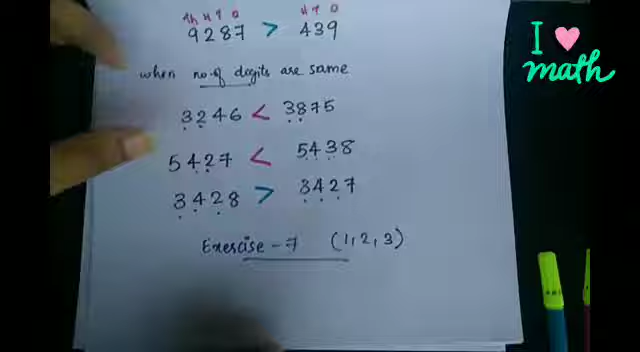 Th H T O H T O
9287 > 439
when no. of degits are same
3246 < 3875
5427 < 5438
3428 > 3427
Exercise - 7 (1, 2, 3)
I
math